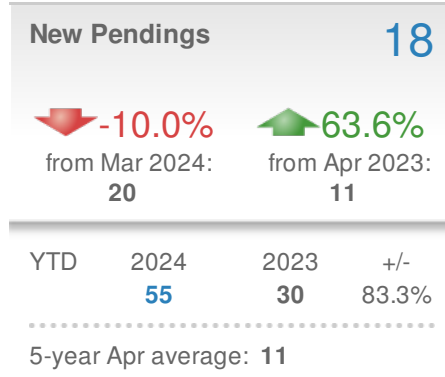 New Pendings 18
-10.0% 63.6%
from Mar 2024: from Apr 2023:
20 11
YTD 2024 2023 +/-
55 30 83.3%
5-year Apr average: 11